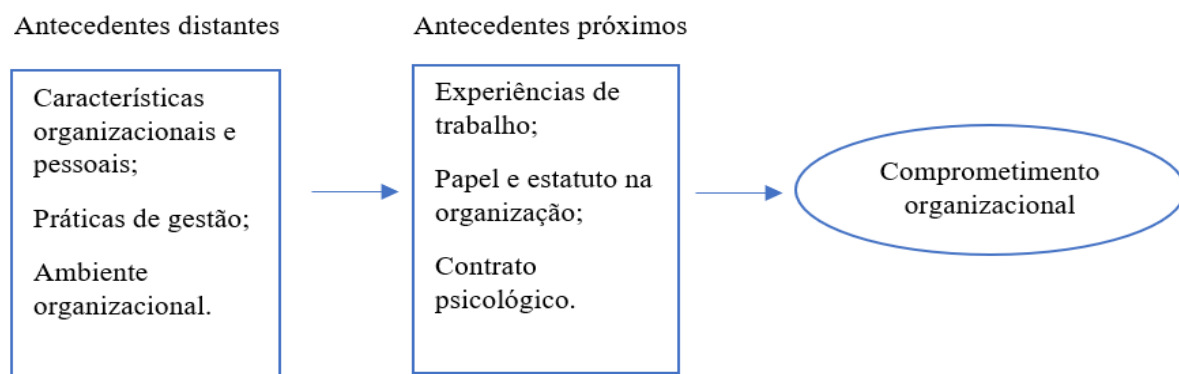 Antecedentes distantes
Características
organizacionais e
pessoais;
Práticas de gestão;
Ambiente
organizacional.
Antecedentes próximos
Experiências de
trabalho;
Papel e estatuto na
organização;
Contrato
psicológico.
Comprometimento
organizacional